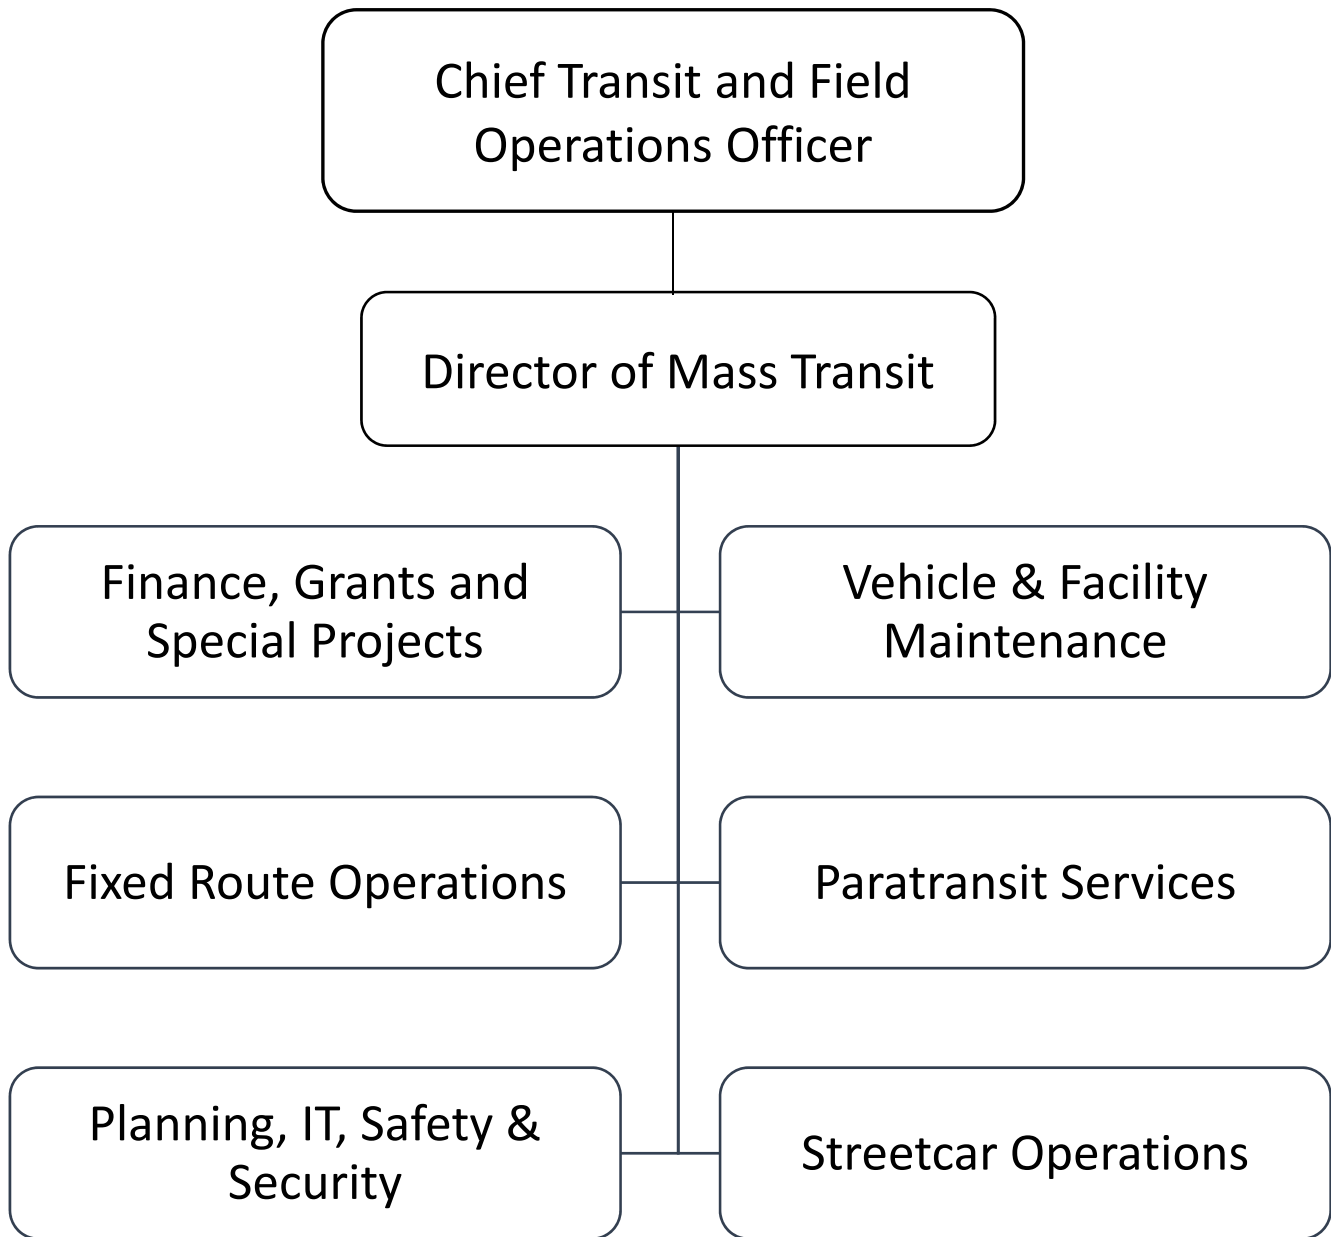 Chief Transit and Field
Operations Officer
Director of Mass Transit
Finance, Grants and
Special Projects
Vehicle & Facility
Maintenance
Fixed Route Operations
Paratransit Services
Planning, IT, Safety &
Security
Streetcar Operations